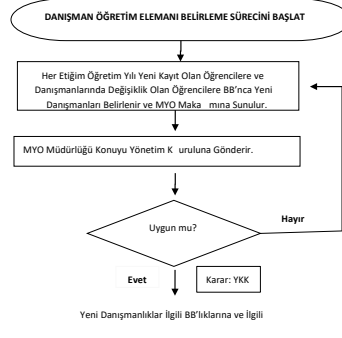 DANIŞMAN ÖĞRETİM ELEMANI BELİRLEME SÜRECİNİ BAŞLAT
Her Etiğim Öğretim Yılı Yeni Kayıt Olan Öğrencilere ve
Danışmanlarında Değişiklik Olan Öğrencilere BB'nca Yeni
Danışmanları Belirlenir ve MYO Maka mına Sunulur.
MYO Müdürlüğü Konuyu Yönetim K uruluna Gönderir.
Uygun mu?
Hayır
Evet
Karar: YKK
Yeni Danışmanlıklar İlgili BB'lıklarına ve İlgili